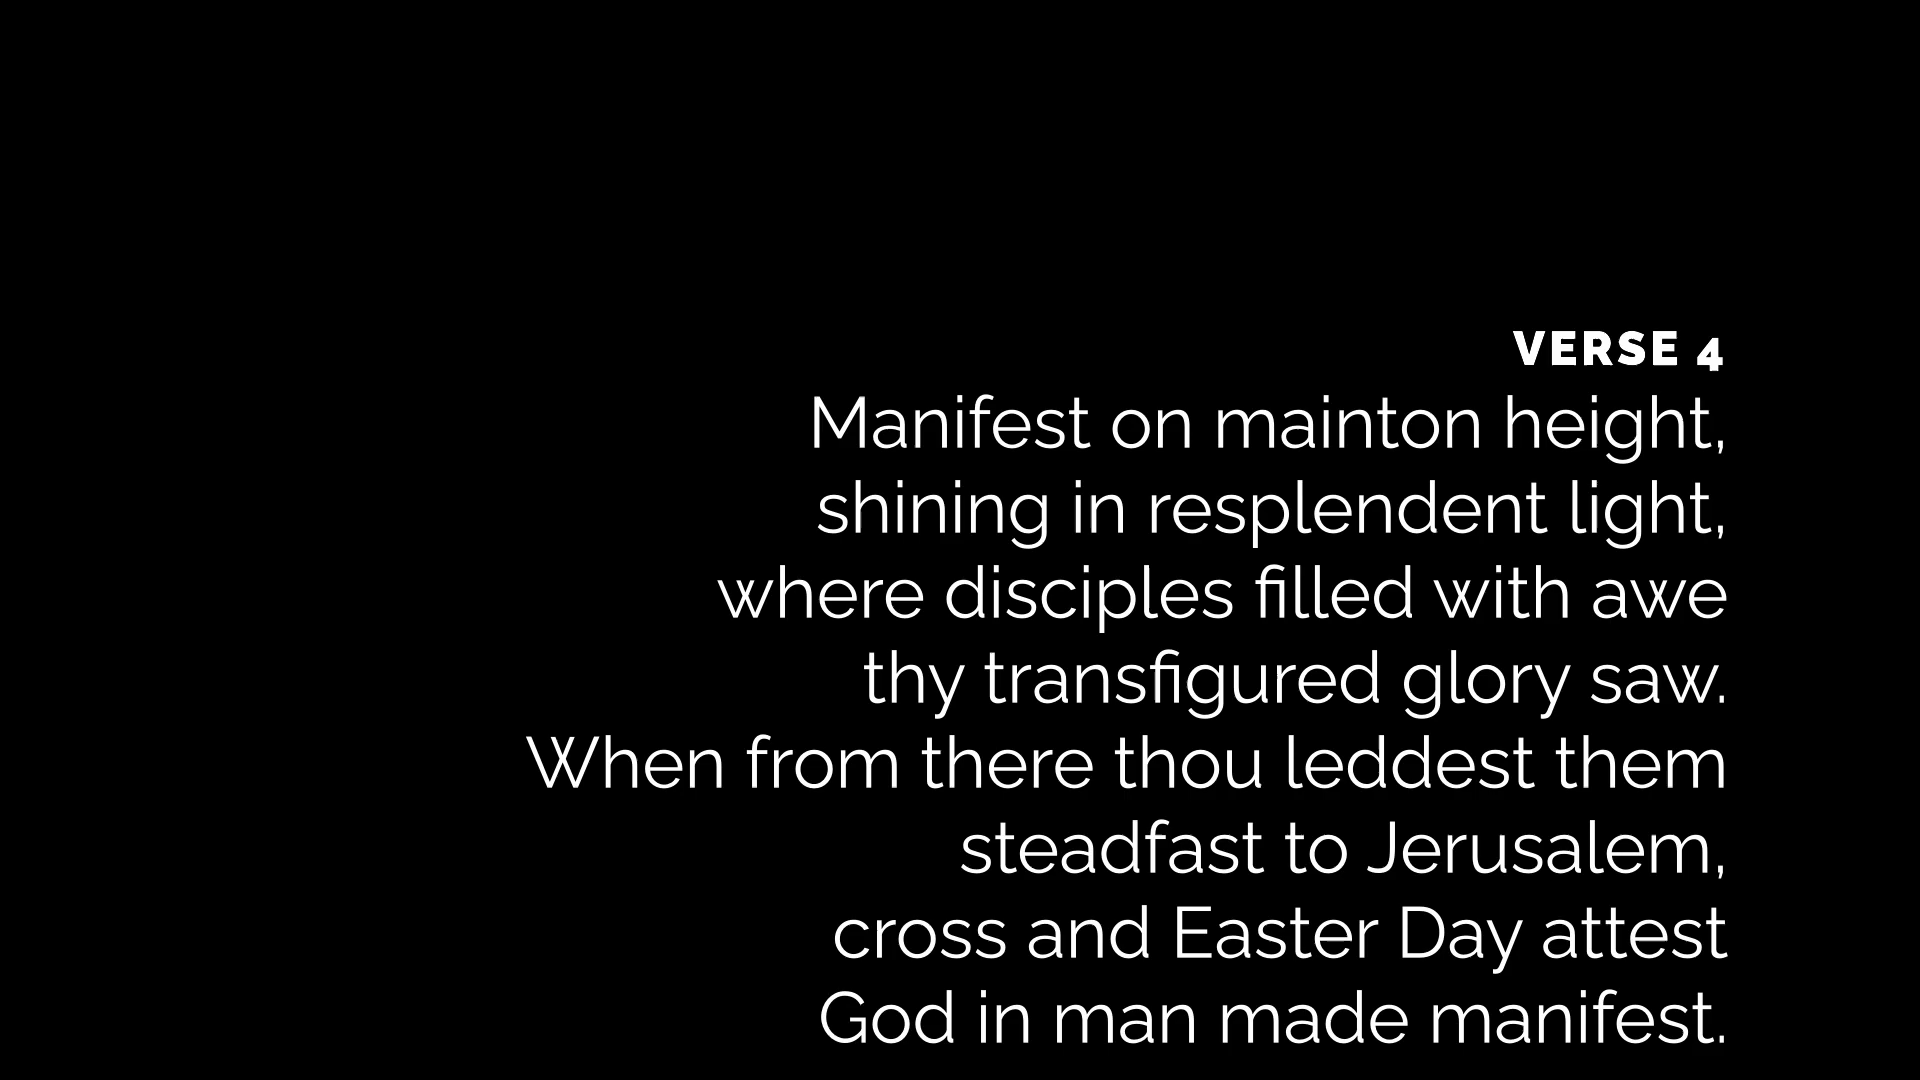 VERSE 4
Manifest on mainton height,
shining in resplendent light,
where disciples filled with awe
thy transfigured glory saw.
When from there thou leddest them
steadfast to Jerusalem,
cross and Easter Day attest
God in man made manifest.